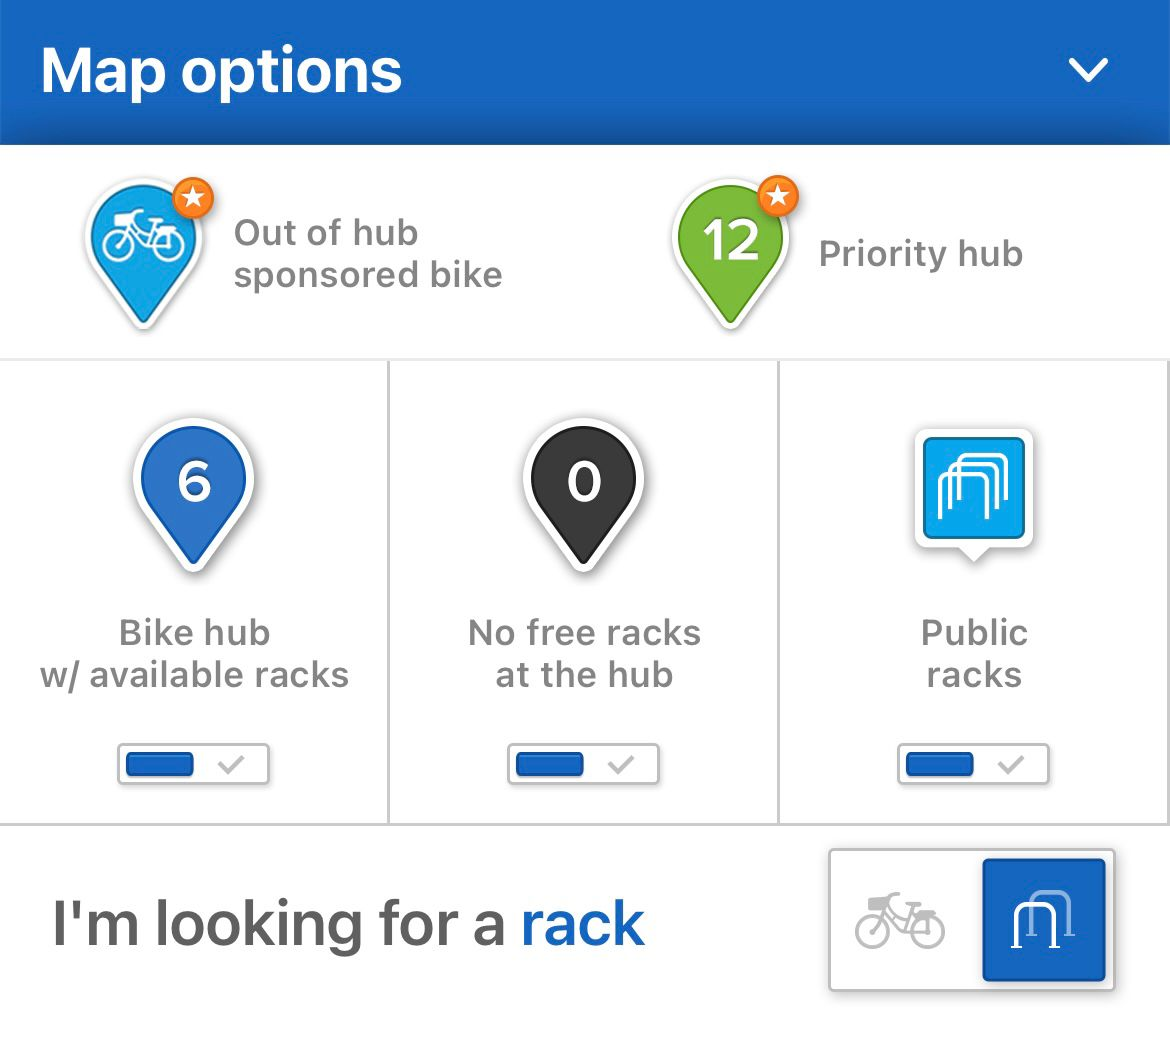 Map options
Out of hub
sponsored bike
12
Priority hub
6
Bike hub
w/ available racks
0
No free racks
at the hub
Public
racks
I'm looking for a rack